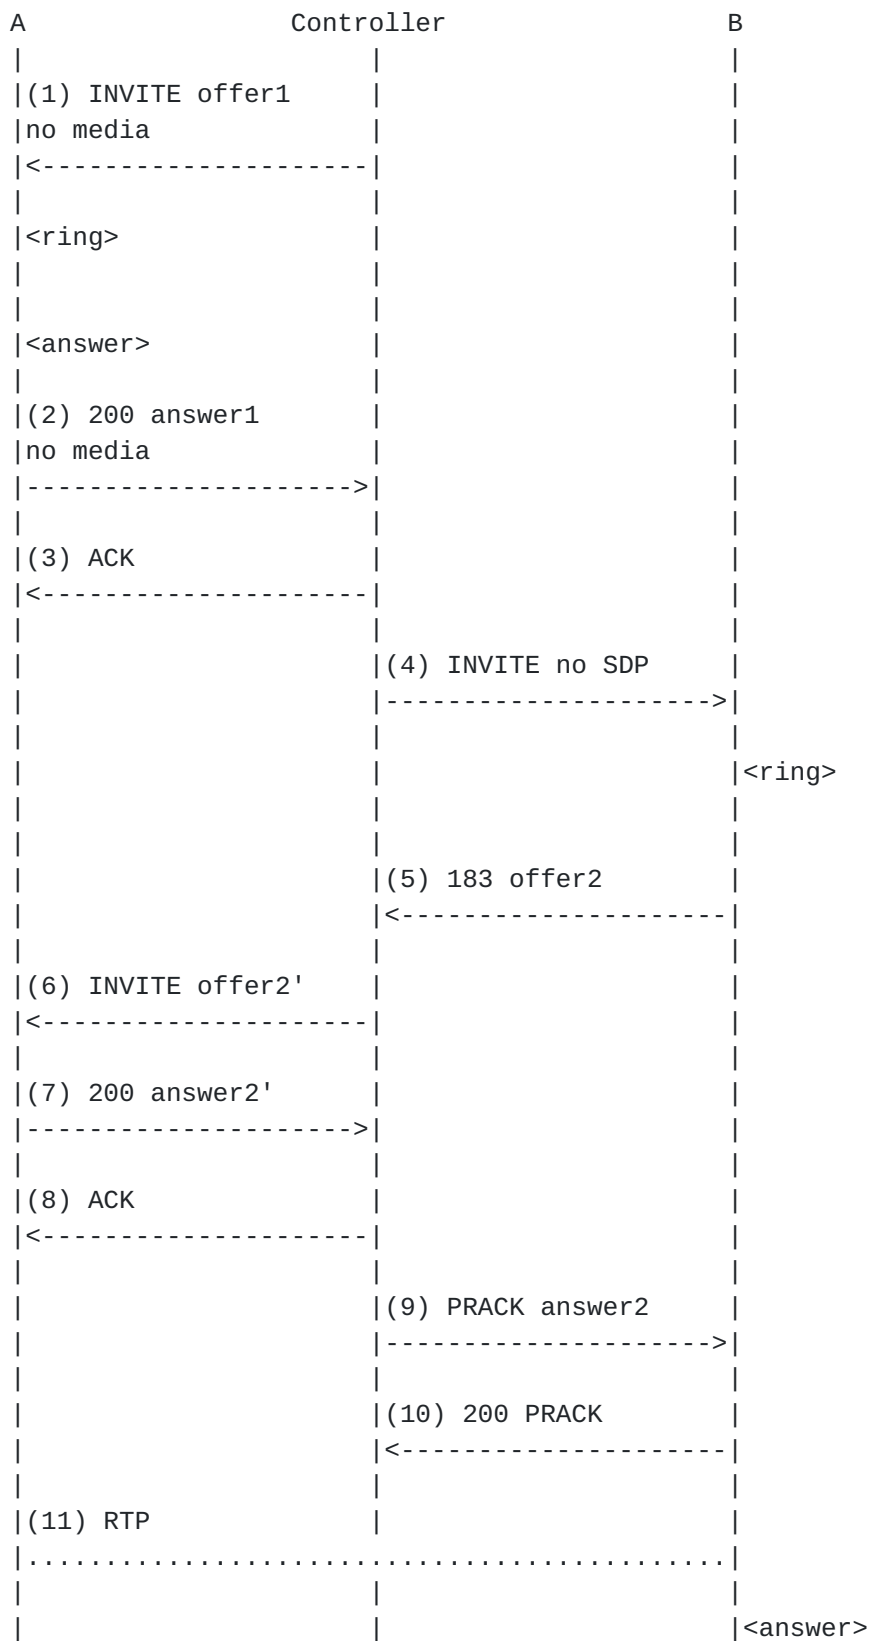 A                 Controller                  B
|                      |                      |
|(1) INVITE offer1     |                      |
|no media              |                      |
|<---------------------|                      |
|                      |                      |
|<ring>                |                      |
|                      |                      |
|                      |                      |
|<answer>              |                      |
|                      |                      |
|(2) 200 answer1       |                      |
|no media              |                      |
|--------------------->|                      |
|                      |                      |
|(3) ACK               |                      |
|<---------------------|                      |
|                      |                      |
|                      |(4) INVITE no SDP     |
|                      |--------------------->|
|                      |                      |
|                      |                      |<ring>
|                      |                      |
|                      |                      |
|                      |(5) 183 offer2        |
|                      |<---------------------|
|                      |                      |
|(6) INVITE offer2'    |                      |
|<---------------------|                      |
|                      |                      |
|(7) 200 answer2'      |                      |
|--------------------->|                      |
|                      |                      |
|(8) ACK               |                      |
|<---------------------|                      |
|                      |                      |
|                      |(9) PRACK answer2     |
|                      |--------------------->|
|                      |                      |
|                      |(10) 200 PRACK        |
|                      |<---------------------|
|                      |                      |
|(11) RTP              |                      |
|.............................................|
|                      |                      |
|                      |                      |<answer>